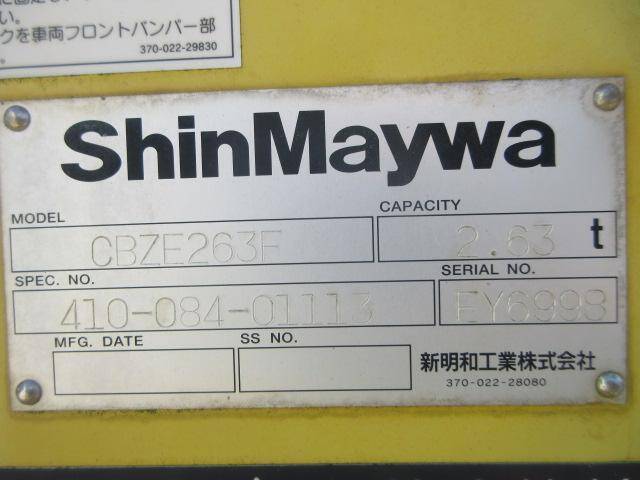 い。
クを車両フロントバンパー部
370-022-29830
ShinMaywa
MODEL
CBZE263F
CAPACITY
2.63 t
SPEC. NO.
410-084-01113
SERIAL NO.
EY6998
MFG. DATE
SS NO.
新明和工業株式会社
370-022-28080